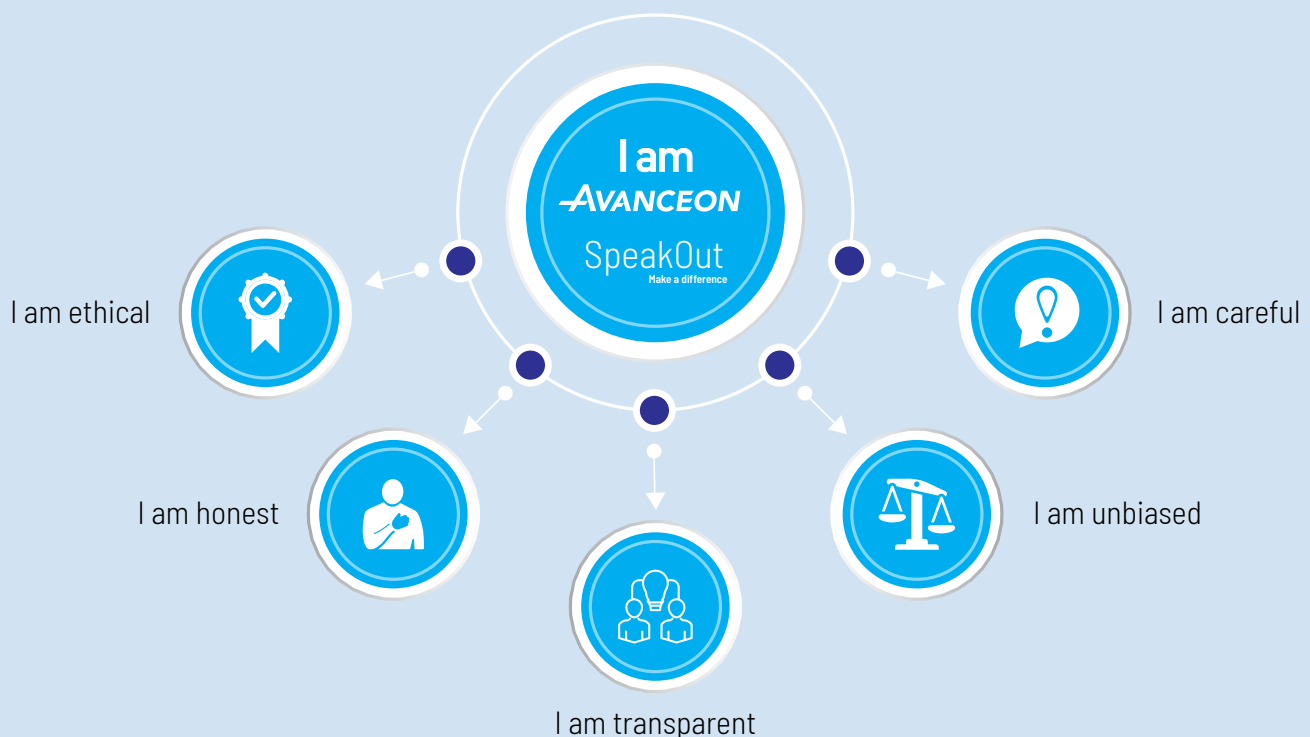 I am
AVANCEON
SpeakOut
Make a difference
I am ethical
I am careful
I am honest
I am unbiased
I am transparent